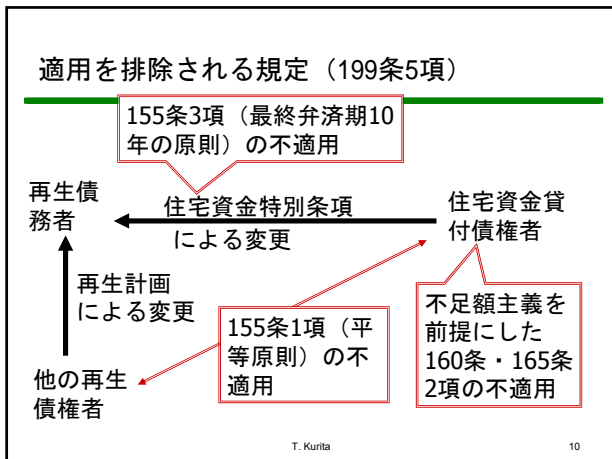 適用を排除される規定（199条5項）
155条3項（最終弁済期10
年の原則）の不適用
再生債
務者
住宅資金特別条項
による変更
住宅資金貸
付債権者
再生計画
による変更
155条1項（平
等原則）の不
適用
不足額主義を
前提にした
160条・165条
2項の不適用
他の再生
債権者
T. Kurita
10